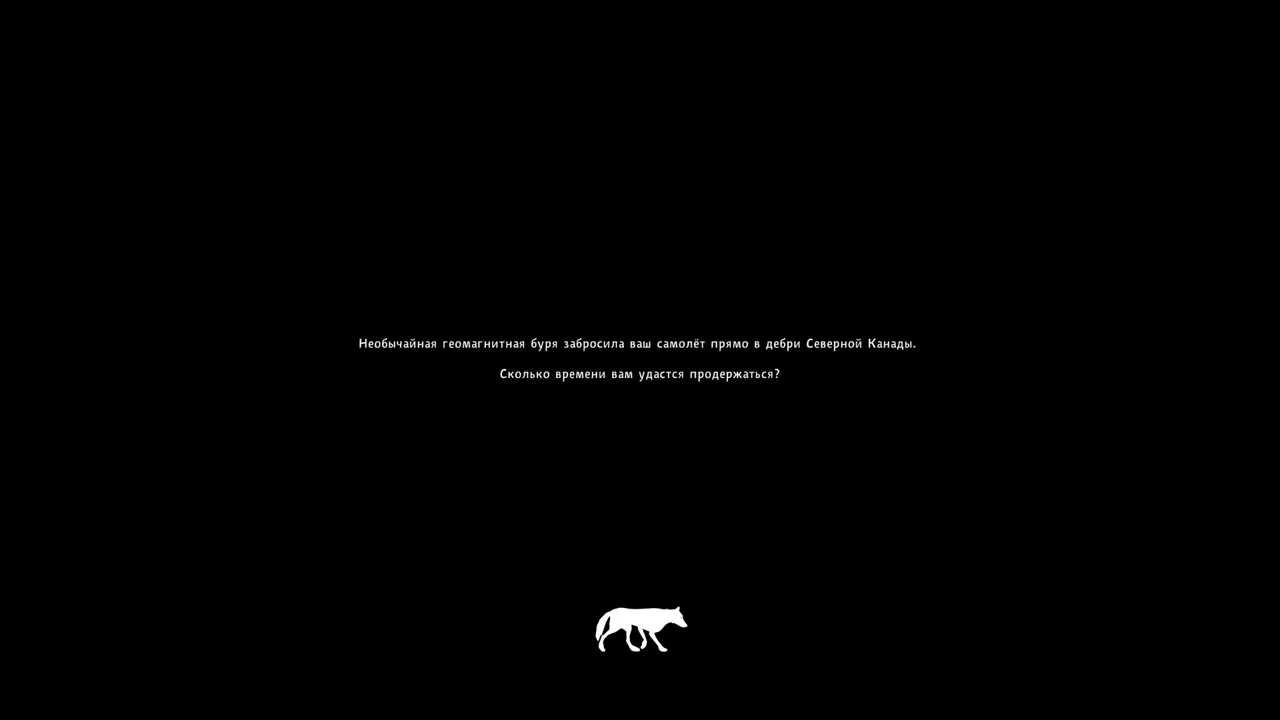 Необычайная геомагнитная буря забросила ваш самолёт прямо в дебри Северной Канады.
Сколько времени вам удастся продержаться?